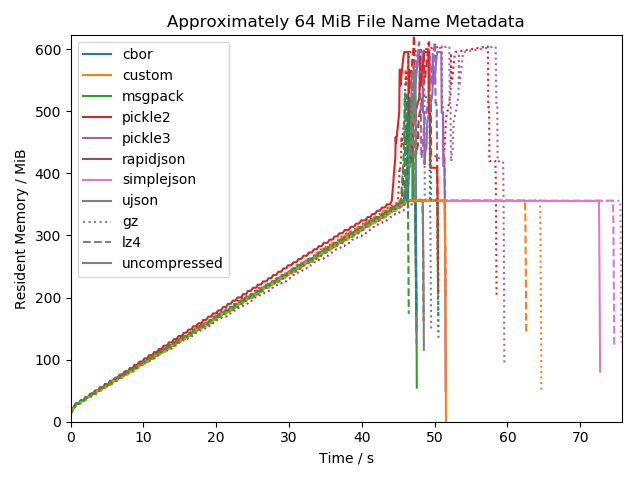 Approximately 64 MiB File Name Metadata
600
500
400
300
200
100
0
Resident Memory / MiB
cbor
custom
msgpack
pickle2
pickle3
rapidjson
simplejson
ujson
gz
lz4
uncompressed
0 10 20 30 40 50 60 70
Time / s